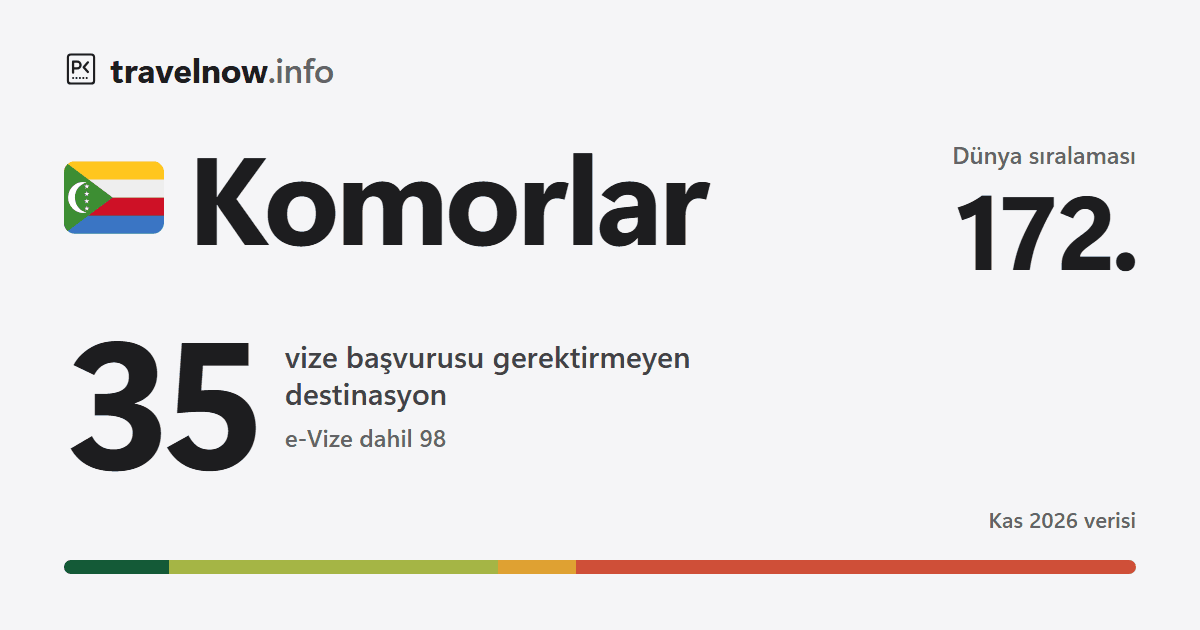 travelnow.info
Komorlar
Dünya sıralaması
172.
35
vize başvurusu gerektirmeyen
destinasyon
e-Vize dahil 98
Kas 2026 verisi